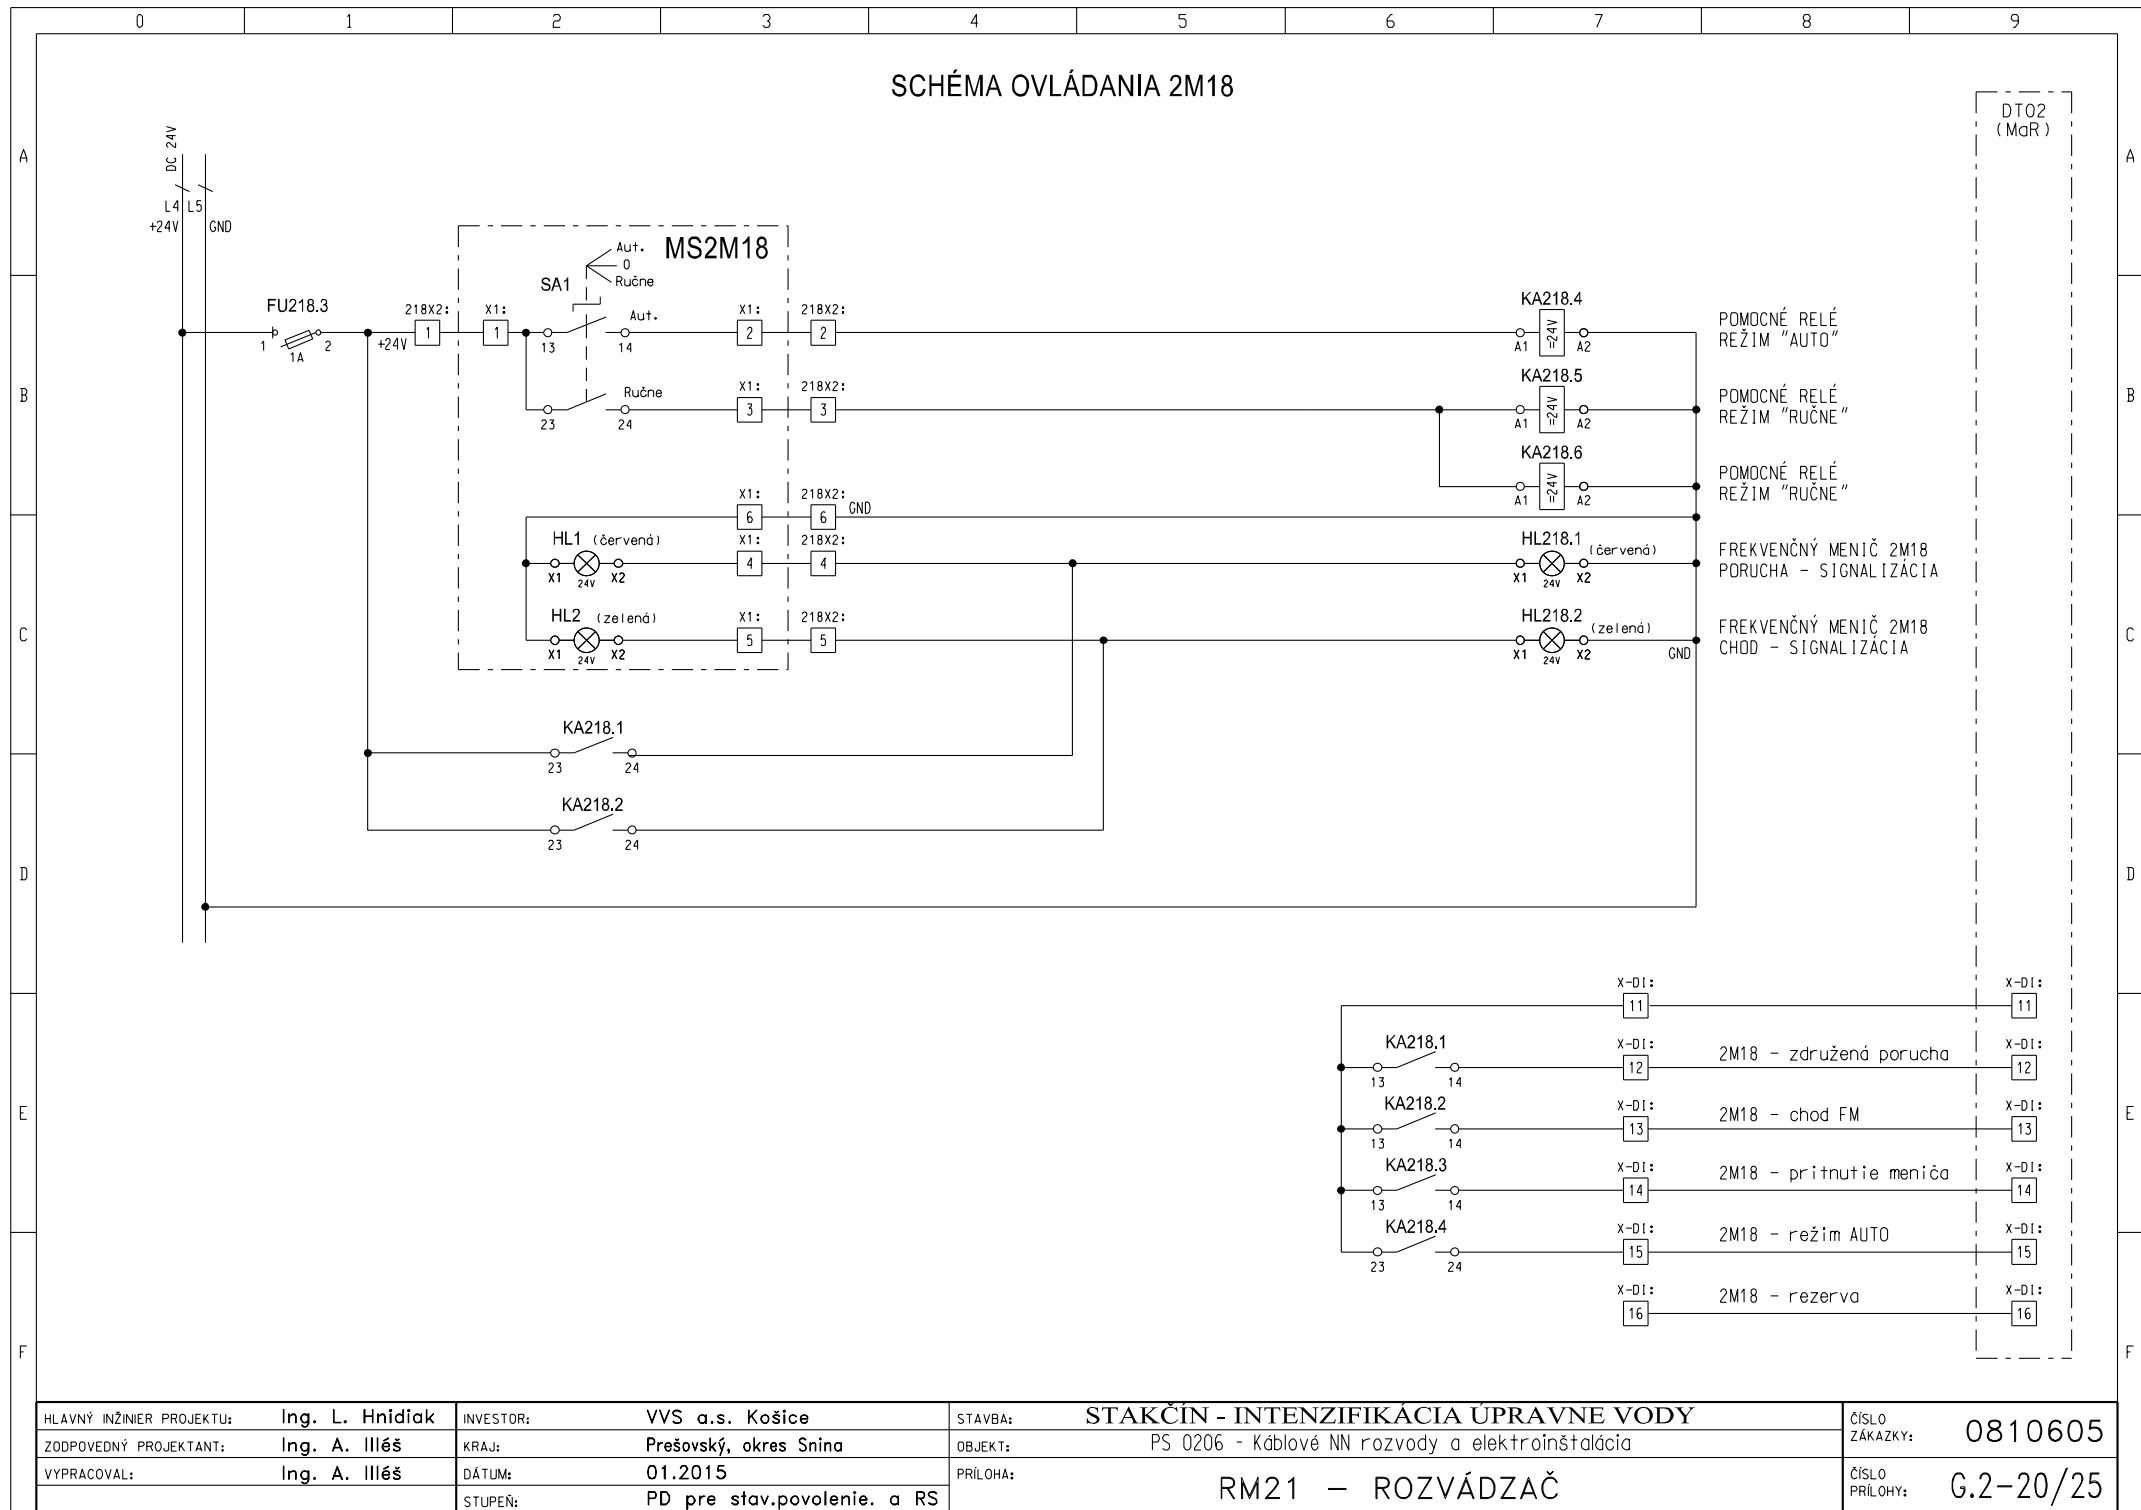 0 1 2 3 4 5 6 7 8 9
SCHÉMA OVLÁDANIA 2M18
DT02
(MaR)
A A
DC 24V
L4 L5
+24V GND
MS2M18
Aut.
0
Ručne
SA1
FU218.3
1 1A 2
+24V
218X2: 1
X1: 1
13 14 Aut.
X1: 2
218X2: 2
KA218.4
A1 =24V A2
POMOCNÉ RELÉ
REŽIM "AUTO"
B B
23 24 Ručne
X1: 3
218X2: 3
KA218.5
A1 =24V A2
POMOCNÉ RELÉ
REŽIM "RUČNE"
KA218.6
A1 =24V A2
POMOCNÉ RELÉ
REŽIM "RUČNE"
X1: 6
218X2: 6 GND
HL1 (červená)
X1 24V X2
X1: 4
218X2: 4
HL218.1 (červená)
X1 24V X2
FREKVENČNÝ MENIČ 2M18
PORUCHA - SIGNALIZÁCIA
C C
HL2 (zelená)
X1 24V X2
X1: 5
218X2: 5
HL218.2 (zelená)
X1 24V X2 GND
FREKVENČNÝ MENIČ 2M18
CHOD - SIGNALIZÁCIA
KA218.1
23 24
KA218.2
23 24
D D
X-DI: 11 X-DI: 11
KA218.1
13 14
X-DI: 12 2M18 - združená porucha X-DI: 12
E E
KA218.2
13 14
X-DI: 13 2M18 - chod FM X-DI: 13
KA218.3
13 14
X-DI: 14 2M18 - pritnutie meniča X-DI: 14
KA218.4
23 24
X-DI: 15 2M18 - režim AUTO X-DI: 15
X-DI: 16 2M18 - rezerva X-DI: 16
F F
HLAVNÝ INŽINIER PROJEKTU: Ing. L. Hnidiak
ZODPOVEDNÝ PROJEKTANT: Ing. A. Illéš
VYPRACOVAL: Ing. A. Illéš
INVESTOR: VVS a.s. Košice
KRAJ: Prešovský, okres Snina
DÁTUM: 01.2015
STUPEŇ: PD pre stav.povolenie. a RS
STAVBA: STAKČÍN - INTENZIFIKÁCIA ÚPRAVNE VODY
OBJEKT: PS 0206 - Káblové NN rozvody a elektroinštalácia
PRÍLOHA: RM21 – ROZVÁDZAČ
ČÍSLO
ZÁKAZKY: 0810605
ČÍSLO
PRÍLOHY: G.2-20/25